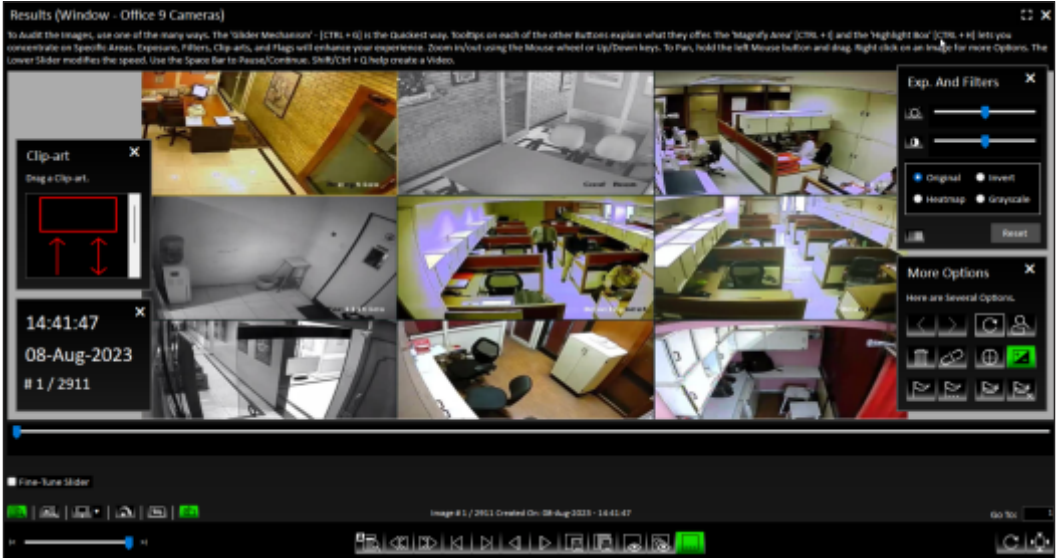 Results (Window - Office 9 Cameras)
To Audit the Images, use one of the many ways. The 'Glider Mechanism' - [CTRL + G] is the Quickest way. Tooltips on each of the other Buttons explain what they offer. The 'Magnify Area' [CTRL + I] and the 'Highlight Box' [CTRL + H] lets you
concentrate on Specific Areas. Exposure, Filters, Clip-arts, and Flags will enhance your experience. Zoom in/out using the Mouse wheel or Up/Down keys. To Pan, hold the left Mouse button and drag. Right click on an Image for more Options. The
Lower Slider modifies the speed. Use the Space Bar to Pause/Continue. Shift/Ctrl + Q help create a Video.
Exp. And Filters
Original
Invert
Heatmap
Grayscale
Reset
Clip-art
Drag a Clip-art.
Conf Room
More Options
Here are Several Options.
14:41:47
08-Aug-2023
# 1 / 2911
Fine-Tune Slider
Image # 1 / 2911 Created On: 08-Aug-2023 - 14:41:47
Go To:
1